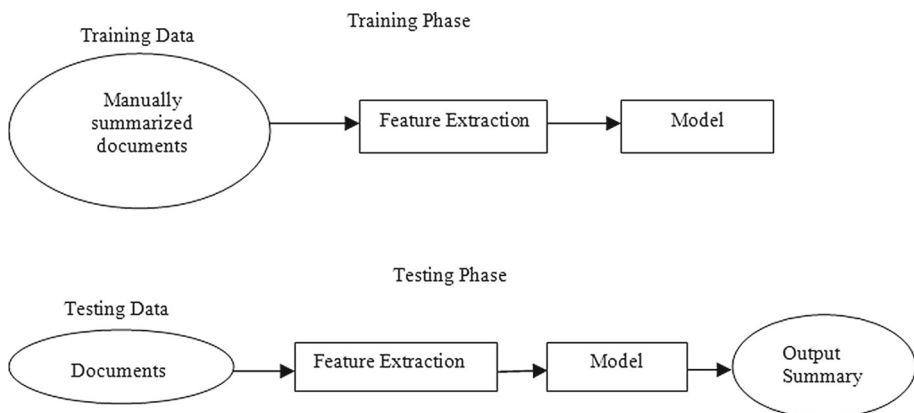 Training Phase
Training Data
Manually
summarized
documents
Feature Extraction
Model
Testing Phase
Testing Data
Documents
Feature Extraction
Model
Output
Summary